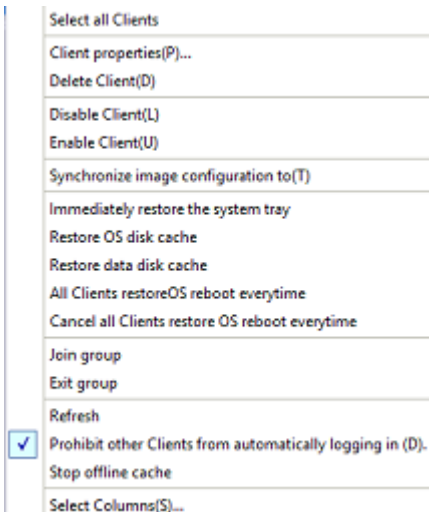 Select all Clients
Client properties(P)...
Delete Client(D)
Disable Client(L)
Enable Client(U)
Synchronize image configuration to(T)
Immediately restore the system tray
Restore OS disk cache
Restore data disk cache
All Clients restoreOS reboot everytime
Cancel all Clients restore OS reboot everytime
Join group
Exit group
Refresh
Prohibit other Clients from automatically logging in (D).
Stop offline cache
Select Columns(S)...